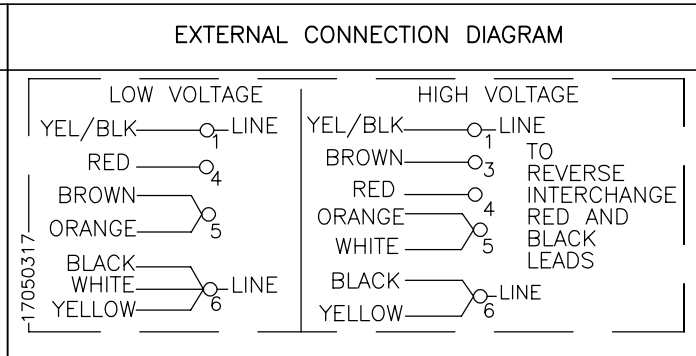 EXTERNAL CONNECTION DIAGRAM
LOW VOLTAGE
YEL/BLK 1 LINE
RED 4
BROWN
ORANGE 5
BLACK
WHITE 6 LINE
YELLOW
17050317
HIGH VOLTAGE
YEL/BLK 1 LINE
BROWN 3
RED 4
ORANGE
WHITE 5
BLACK
YELLOW 6 LINE
TO
REVERSE
INTERCHANGE
RED AND
BLACK
LEADS